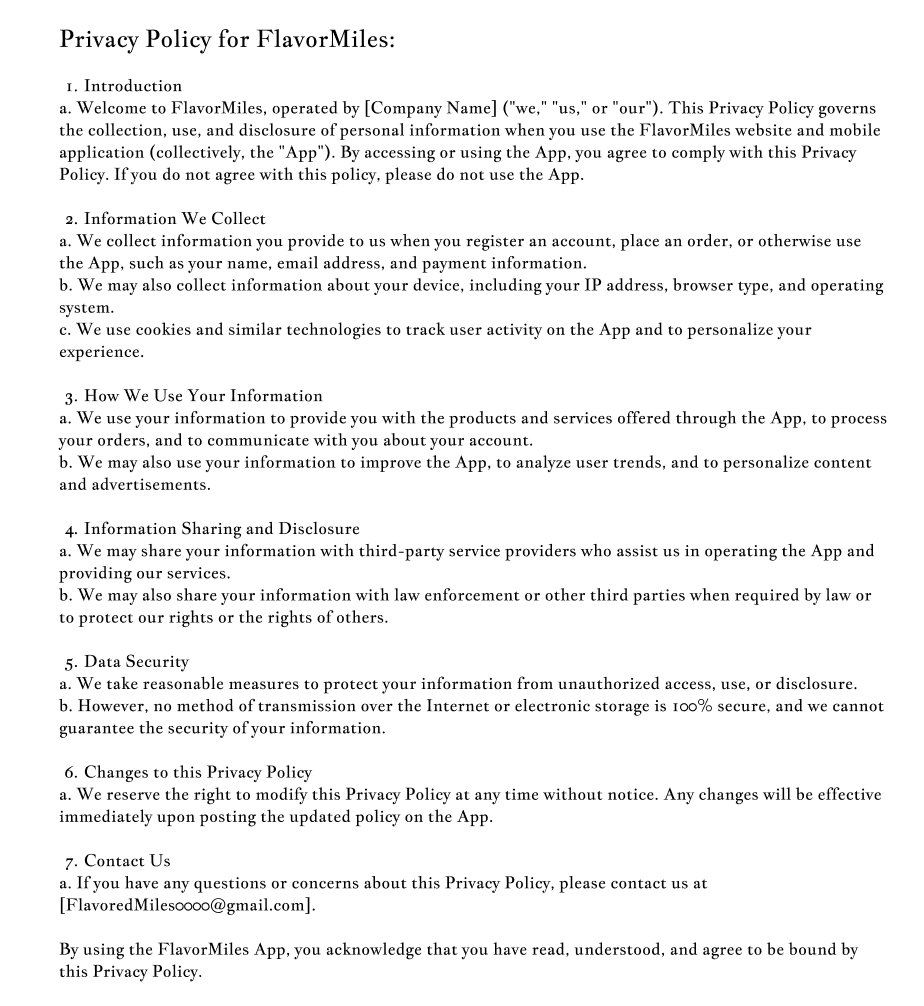 Privacy Policy for FlavorMiles:
1. Introduction
a. Welcome to FlavorMiles, operated by [Company Name] ("we," "us," or "our"). This Privacy Policy governs
the collection, use, and disclosure of personal information when you use the FlavorMiles website and mobile
application (collectively, the "App"). By accessing or using the App, you agree to comply with this Privacy
Policy. If you do not agree with this policy, please do not use the App.
2. Information We Collect
a. We collect information you provide to us when you register an account, place an order, or otherwise use
the App, such as your name, email address, and payment information.
b. We may also collect information about your device, including your IP address, browser type, and operating
system.
c. We use cookies and similar technologies to track user activity on the App and to personalize your
experience.
3. How We Use Your Information
a. We use your information to provide you with the products and services offered through the App, to process
your orders, and to communicate with you about your account.
b. We may also use your information to improve the App, to analyze user trends, and to personalize content
and advertisements.
4. Information Sharing and Disclosure
a. We may share your information with third-party service providers who assist us in operating the App and
providing our services.
b. We may also share your information with law enforcement or other third parties when required by law or
to protect our rights or the rights of others.
5. Data Security
a. We take reasonable measures to protect your information from unauthorized access, use, or disclosure.
b. However, no method of transmission over the Internet or electronic storage is 100% secure, and we cannot
guarantee the security of your information.
6. Changes to this Privacy Policy
a. We reserve the right to modify this Privacy Policy at any time without notice. Any changes will be effective
immediately upon posting the updated policy on the App.
7. Contact Us
a. If you have any questions or concerns about this Privacy Policy, please contact us at
[FlavoredMiles0000@gmail.com].
By using the FlavorMiles App, you acknowledge that you have read, understood, and agree to be bound by
this Privacy Policy.